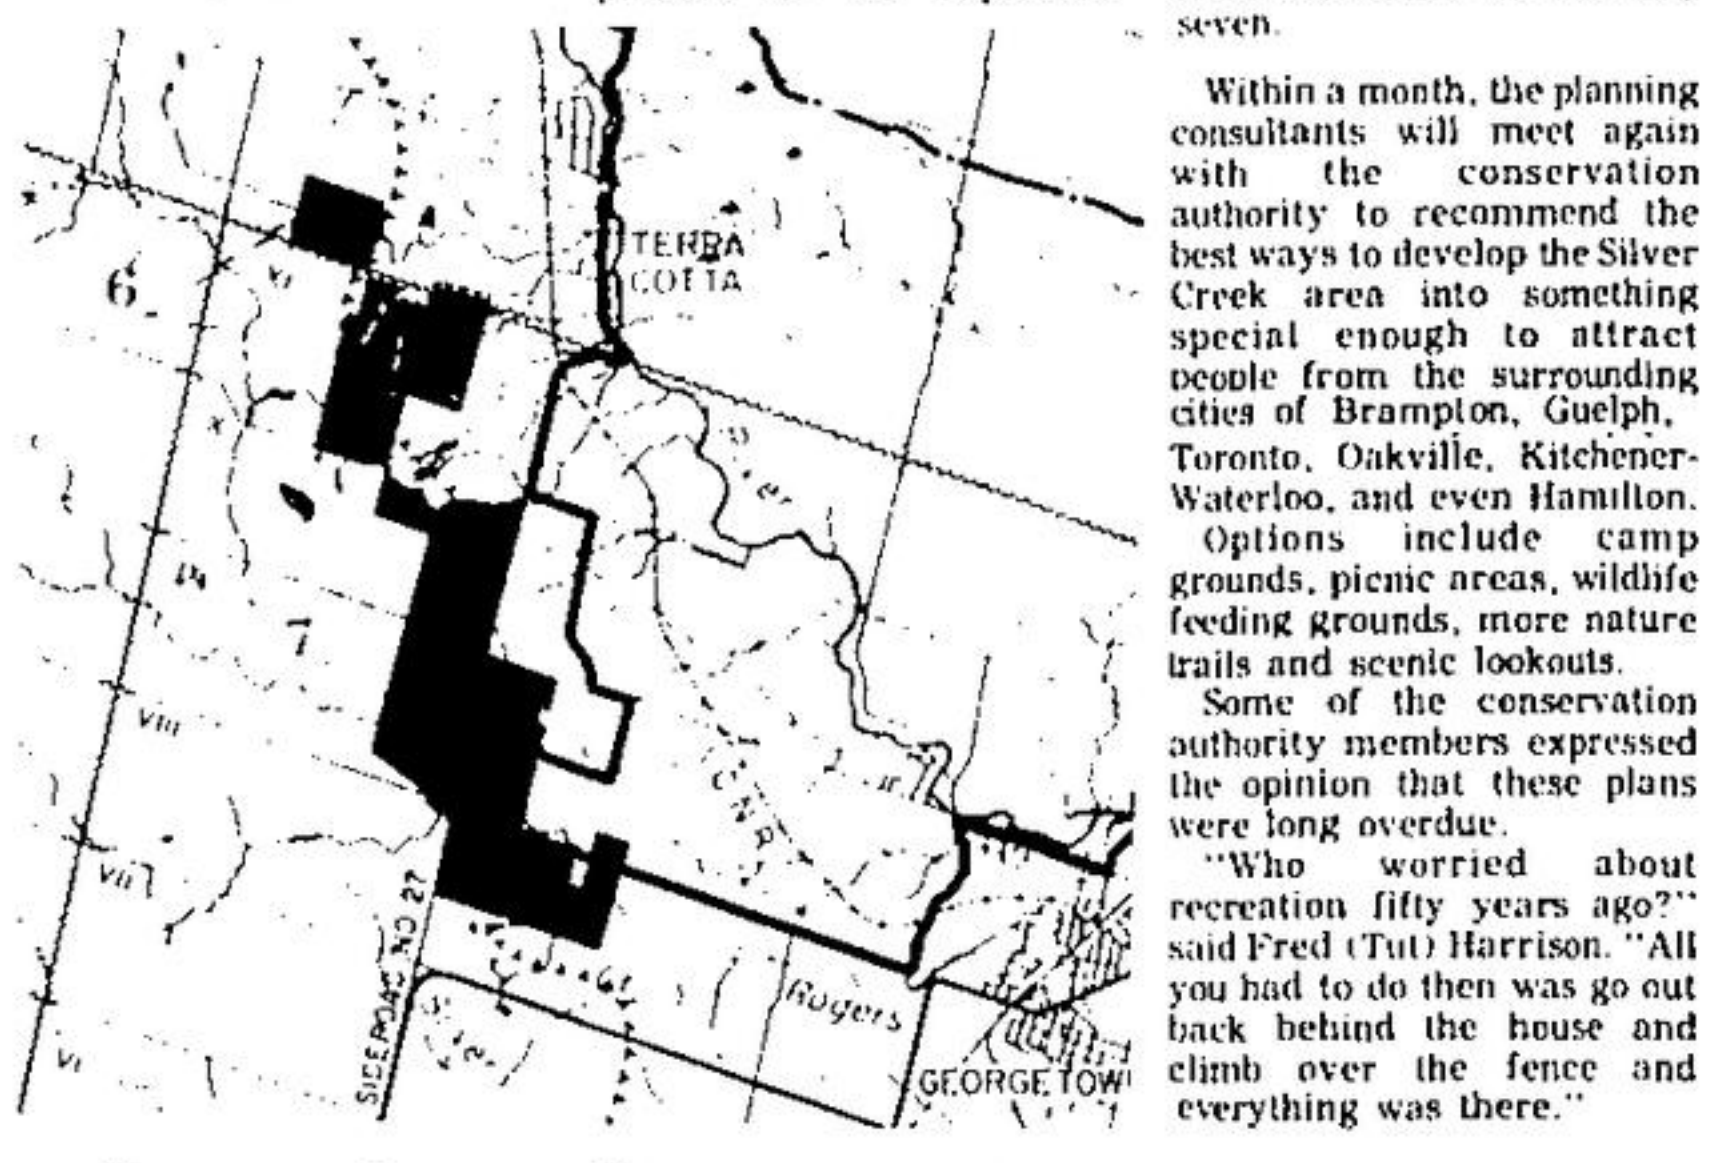 TERRA
COTTA
6
7
VIII
VII
VI
CNR
SIDEROAD NO 27
Rogers
GEORGETOW
seven.
Within a month, the planning
consultants will meet again
with the conservation
authority to recommend the
best ways to develop the Silver
Creek area into something
special enough to attract
people from the surrounding
cities of Brampton, Guelph,
Toronto, Oakville, Kitchener-
Waterloo, and even Hamilton.
Options include camp
grounds, picnic areas, wildlife
feeding grounds, more nature
trails and scenic lookouts.
Some of the conservation
authority members expressed
the opinion that these plans
were long overdue.
"Who worried about
recreation fifty years ago?"
said Fred (Tut) Harrison. "All
you had to do then was go out
back behind the house and
climb over the fence and
everything was there."